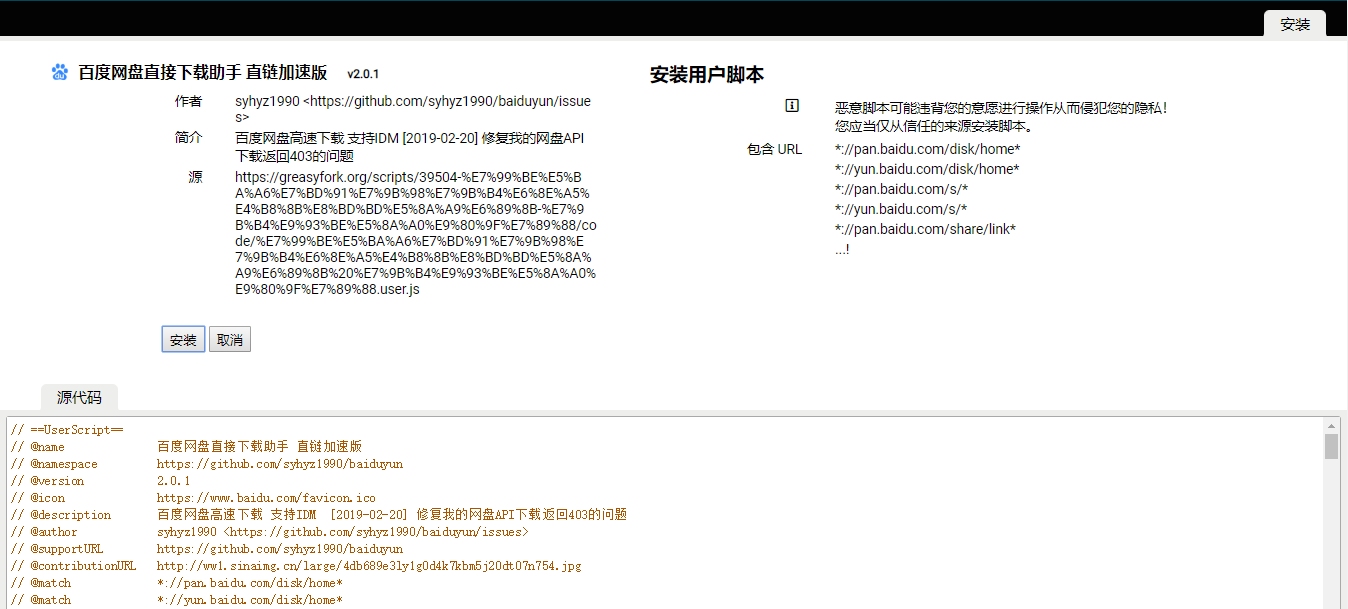 安装
百度网盘直接下载助手 直链加速版 v2.0.1
作者 syhyz1990 <https://github.com/syhyz1990/baiduyun/issue
s>
简介 百度网盘高速下载 支持IDM [2019-02-20] 修复我的网盘API
下载返回403的问题
源 https://greasyfork.org/scripts/39504-%E7%99%BE%E5%B
A%A6%E7%BD%91%E7%9B%98%E7%9B%B4%E6%8E%A5%
E4%B8%8B%E8%BD%BD%E5%8A%A9%E6%89%8B-%E7%9
B%B4%E9%93%BE%E5%8A%A0%E9%80%9F%E7%89%88/co
de/%E7%99%BE%E5%BA%A6%E7%BD%91%E7%9B%98%E
7%9B%B4%E6%8E%A5%E4%B8%8B%E8%BD%BD%E5%8A%
A9%E6%89%8B%20%E7%9B%B4%E9%93%BE%E5%8A%A0%
E9%80%9F%E7%89%88.user.js
安装 取消
安装用户脚本
恶意脚本可能违背您的意愿进行操作从而侵犯您的隐私!
您应当仅从信任的来源安装脚本。
包含 URL *://pan.baidu.com/disk/home*
*://yun.baidu.com/disk/home*
*://pan.baidu.com/s/*
*://yun.baidu.com/s/*
*://pan.baidu.com/share/link*
...!
源代码
// ==UserScript==
// @name 百度网盘直接下载助手 直链加速版
// @namespace https://github.com/syhyz1990/baiduyun
// @version 2.0.1
// @icon https://www.baidu.com/favicon.ico
// @description 百度网盘高速下载 支持IDM [2019-02-20] 修复我的网盘API下载返回403的问题
// @author syhyz1990 <https://github.com/syhyz1990/baiduyun/issues>
// @supportURL https://github.com/syhyz1990/baiduyun
// @contributionURL http://ww1.sinaimg.cn/large/4db689e3ly1g0d4k7kbm5j20dt07n754.jpg
// @match *://pan.baidu.com/disk/home*
// @match *://yun.baidu.com/disk/home*